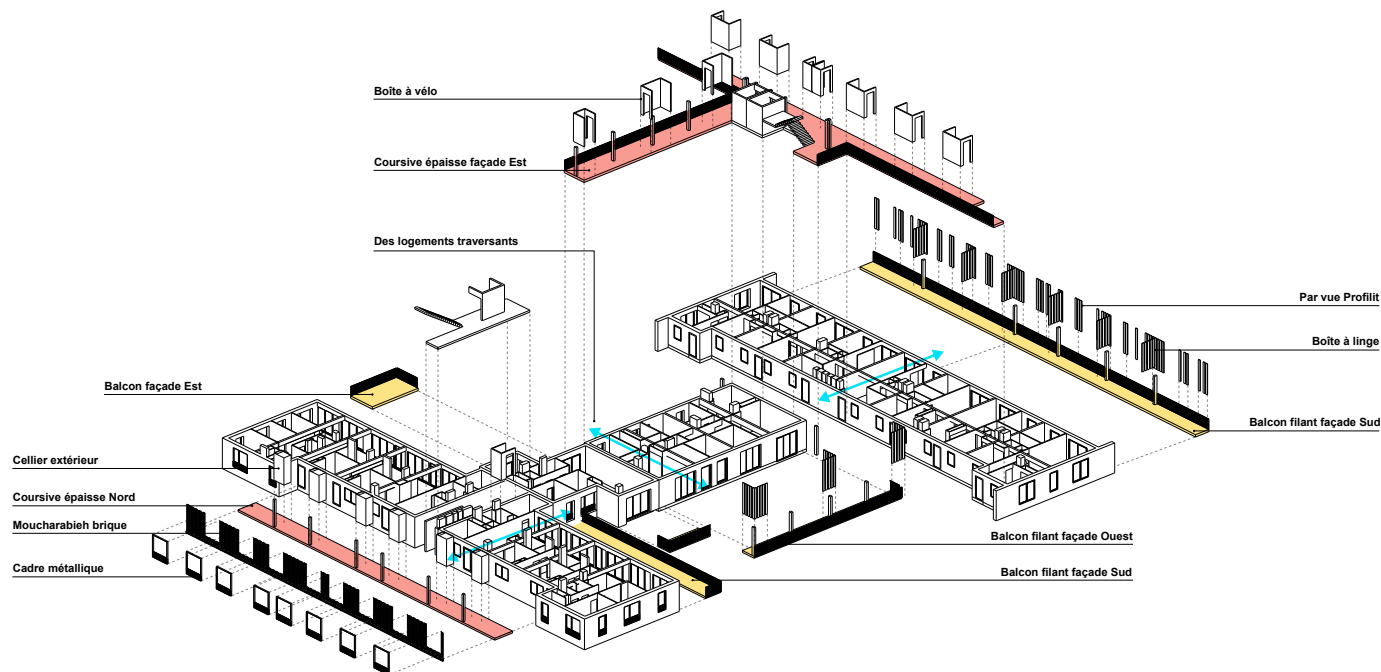 Boîte à vélo
Coursive épaisse façade Est
Des logements traversants
Par vue Profilit
Boîte à linge
Balcon façade Est
Balcon filant façade Sud
Cellier extérieur
Coursive épaisse Nord
Moucharabieh brique
Balcon filant façade Ouest
Cadre métallique
Balcon filant façade Sud